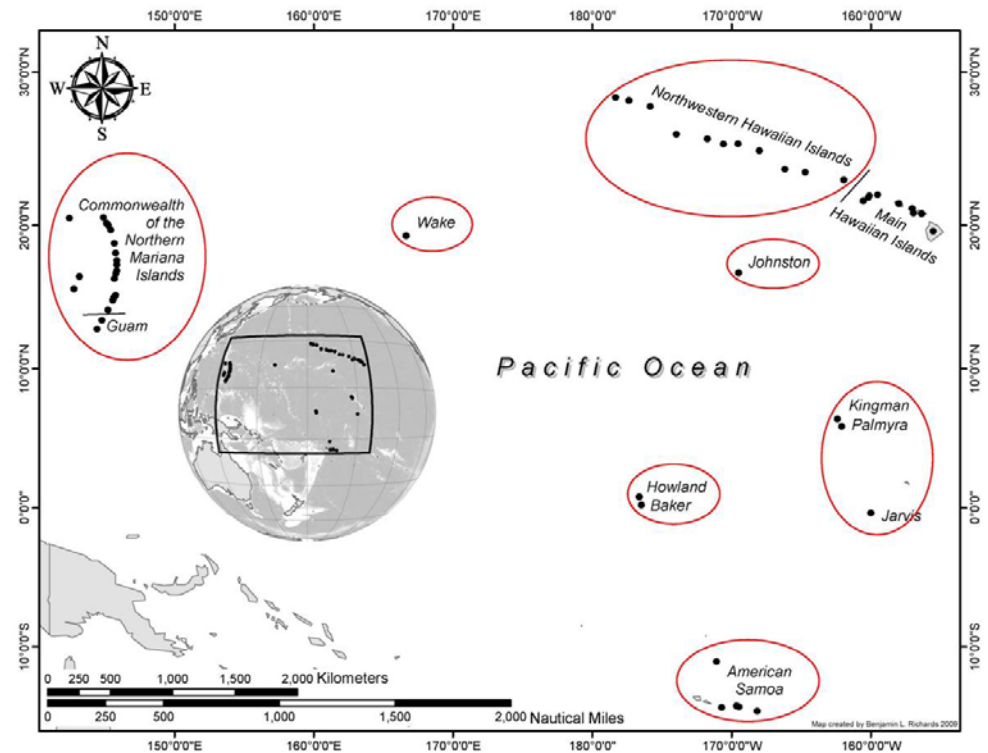 150°0'0"E 160°0'0"E 170°0'0"E 180°0'0" 170°0'0"W 160°0'0"W
N
W E
S
30°0'0"N
30°0'0"N
Northwestern Hawaiian Islands
Commonwealth
of the
Northern
Mariana
Islands
Guam
20°0'0"N
Wake
Main
Hawaiian Islands
20°0'0"N
Johnston
10°0'0"N
Pacific Ocean
10°0'0"N
Kingman
Palmyra
Howland
Baker
Jarvis
0°0'0"
0°0'0"
10°0'0"S
10°0'0"S
American
Samoa
0 250 500 1,000 1,500 2,000 Kilometers
0 250 500 1,000 1,500 2,000 Nautical Miles
Map created by Benjamin L. Richards 2009
150°0'0"E 160°0'0"E 170°0'0"E 180°0'0" 170°0'0"W 160°0'0"W